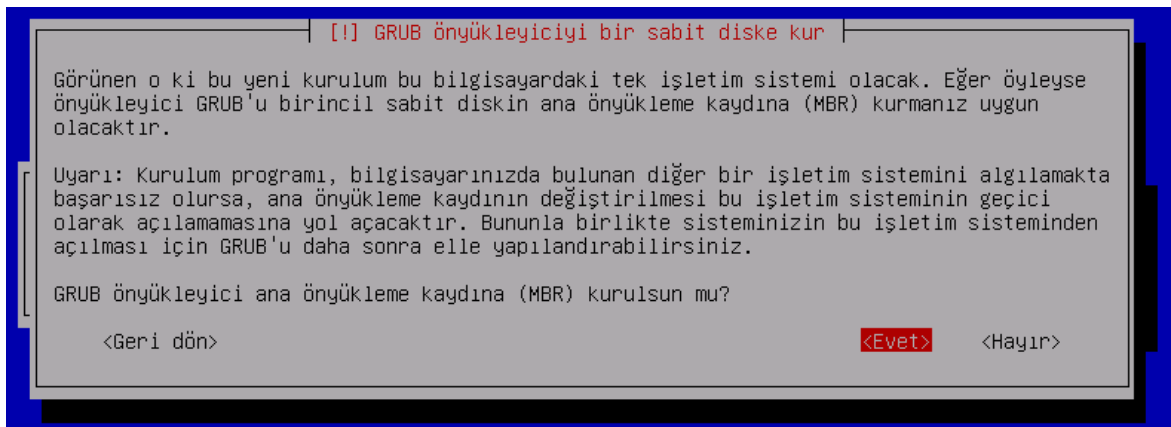 [!] GRUB önyükleyiciyi bir sabit diske kur
Görünen o ki bu yeni kurulum bu bilgisayardaki tek işletim sistemi olacak. Eğer öyleyse
önyükleyici GRUB'u birincil sabit diskin ana önyükleme kaydına (MBR) kurmanız uygun
olacaktır.
Uyarı: Kurulum programı, bilgisayarınızda bulunan diğer bir işletim sistemini algılamakta
başarısız olursa, ana önyükleme kaydının değiştirilmesi bu işletim sisteminin geçici
olarak açılamamasına yol açacaktır. Bununla birlikte sisteminizin bu işletim sisteminden
açılması için GRUB'u daha sonra elle yapılandırabilirsiniz.
GRUB önyükleyici ana önyükleme kaydına (MBR) kurulsun mu?
<Geri dön> <Evet> <Hayır>